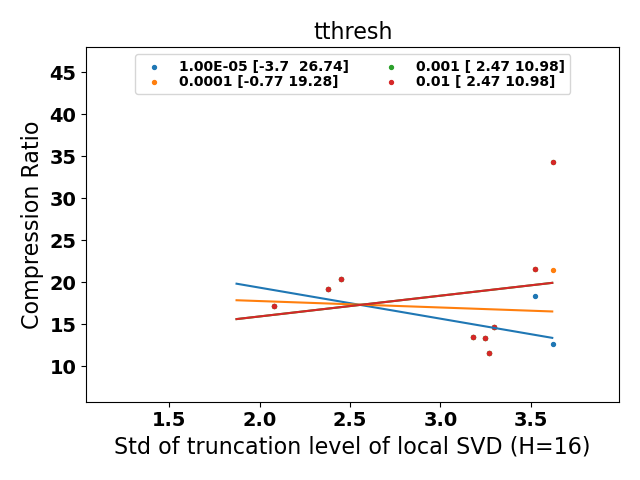 tthresh
1.00E-05 [-3.7  26.74]
0.0001 [-0.77 19.28]
0.001 [ 2.47 10.98]
0.01 [ 2.47 10.98]
Compression Ratio
45
40
35
30
25
20
15
10
1.5 2.0 2.5 3.0 3.5
Std of truncation level of local SVD (H=16)